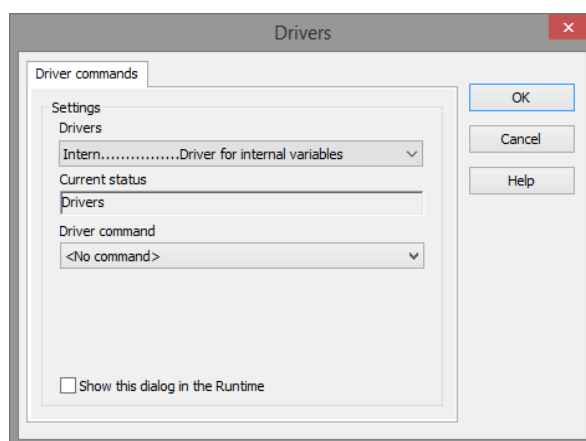 Drivers
Driver commands
Settings
Drivers
Intern................Driver for internal variables
Current status
Drivers
Driver command
<No command>
Show this dialog in the Runtime
OK
Cancel
Help